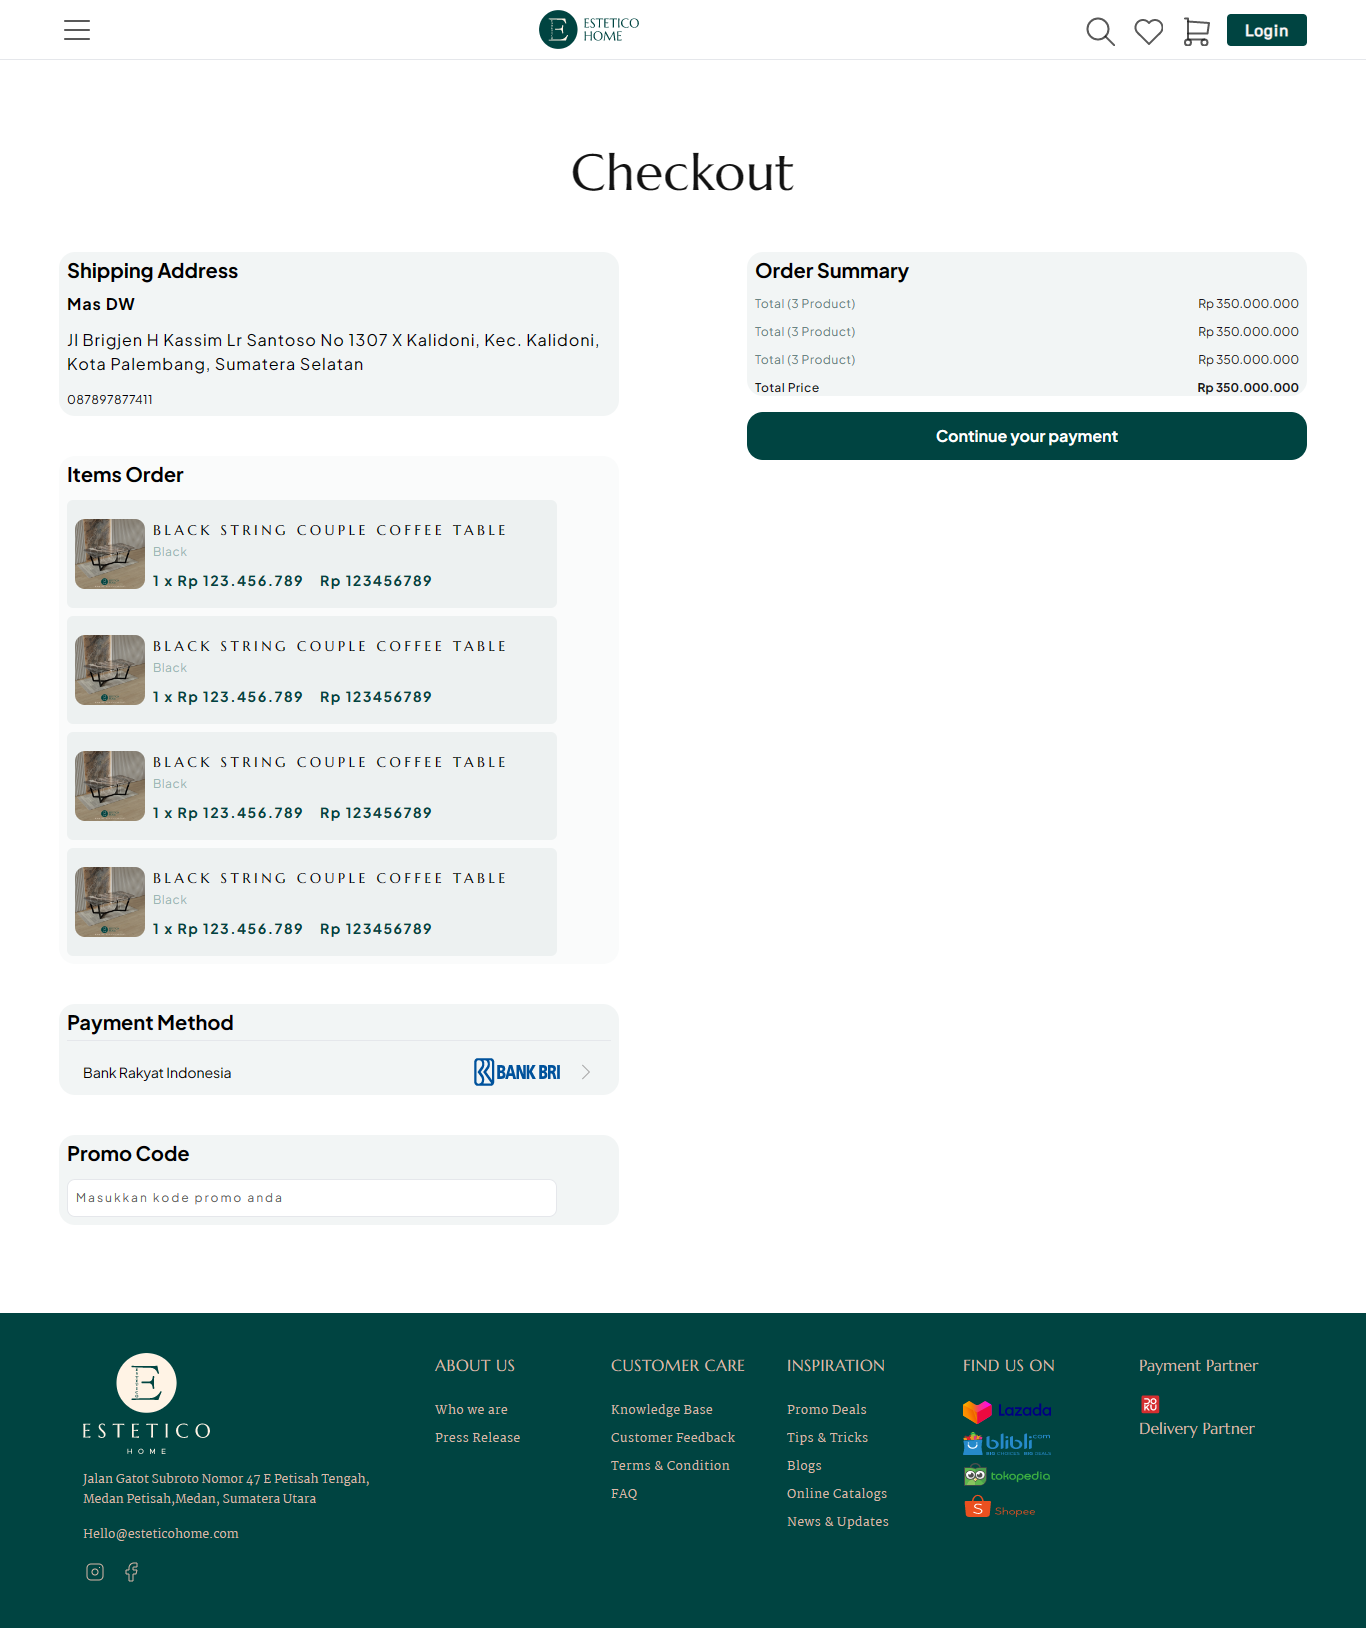 ESTETICO
HOME
Login
Checkout
Shipping Address
Mas DW
Jl Brigjen H Kassim Lr Santoso No 1307 X Kalidoni, Kec. Kalidoni,
Kota Palembang, Sumatera Selatan
087897877411
Items Order
BLACK STRING COUPLE COFFEE TABLE
Black
1 x Rp 123.456.789 Rp 123456789
BLACK STRING COUPLE COFFEE TABLE
Black
1 x Rp 123.456.789 Rp 123456789
BLACK STRING COUPLE COFFEE TABLE
Black
1 x Rp 123.456.789 Rp 123456789
BLACK STRING COUPLE COFFEE TABLE
Black
1 x Rp 123.456.789 Rp 123456789
Payment Method
Bank Rakyat Indonesia
BANK BRI
Promo Code
Masukkan kode promo anda
Order Summary
Total (3 Product) Rp 350.000.000
Total (3 Product) Rp 350.000.000
Total (3 Product) Rp 350.000.000
Total Price Rp 350.000.000
Continue your payment
E
ESTETICO
HOME
Jalan Gatot Subroto Nomor 47 E Petisah Tengah,
Medan Petisah,Medan, Sumatera Utara
Hello@esteticohome.com
ABOUT US
Who we are
Press Release
CUSTOMER CARE
Knowledge Base
Customer Feedback
Terms & Condition
FAQ
INSPIRATION
Promo Deals
Tips & Tricks
Blogs
Online Catalogs
News & Updates
FIND US ON
Lazada
blibli.com
BIG CHOICES BIG DEALS
tokopedia
Shopee
Payment Partner
DO
KU
Delivery Partner